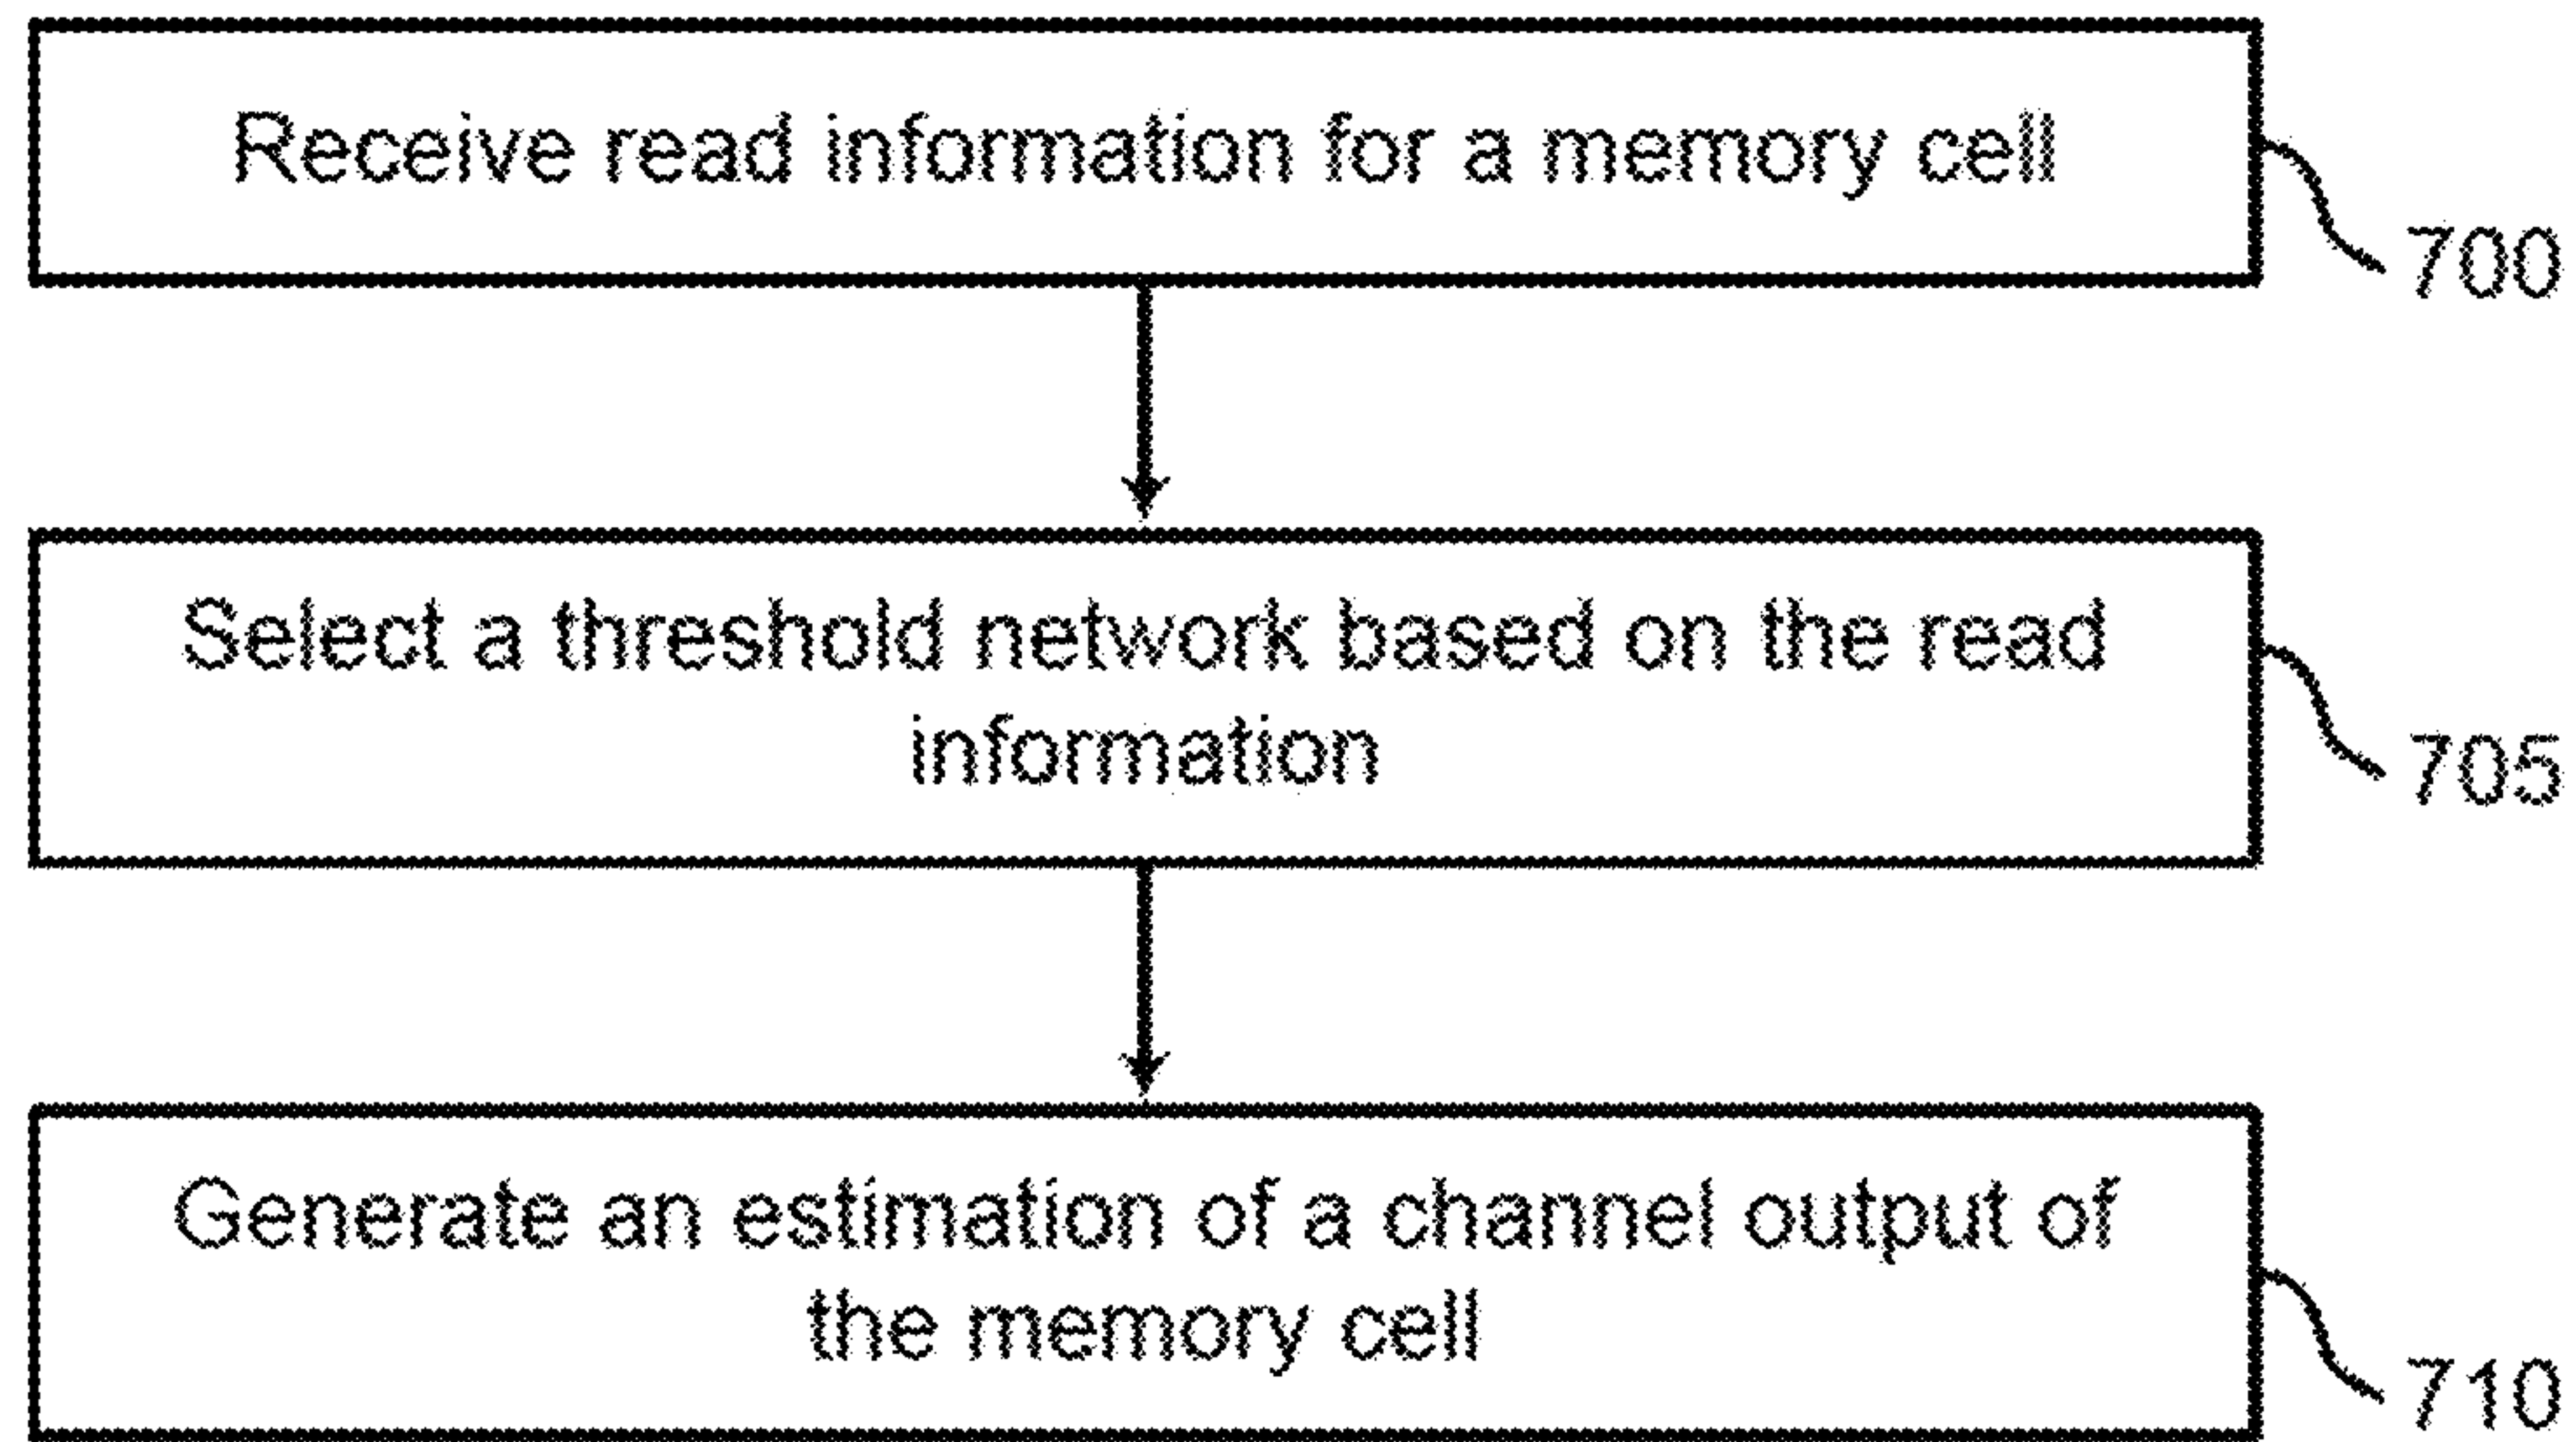 Receive read information for a memory cell
700
Select a threshold network based on the read
information
705
Generate an estimation of a channel output of
the memory cell
710